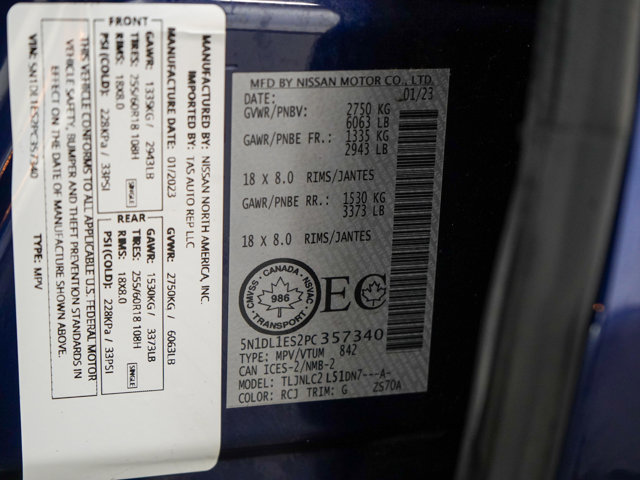 MANUFACTURED BY: NISSAN NORTH AMERICA, INC.
IMPORTED BY: TAS AUTO REP LLC
MANUFACTURE DATE: 01/2023
GVWR: 2750KG / 6063LB
FRONT
GAWR: 1335KG / 2943LB
TIRES: 255/60R18 108H
RIMS: 18X8.0
SINGLE
PSI (COLD): 228KPa / 33PSI
REAR
GAWR: 1530KG / 3373LB
TIRES: 255/60R18 108H
RIMS: 18X8.0
SINGLE
PSI (COLD): 228KPa / 33PSI
THIS VEHICLE CONFORMS TO ALL APPLICABLE U.S. FEDERAL MOTOR
VEHICLE SAFETY, BUMPER AND THEFT PREVENTION STANDARDS IN
EFFECT ON THE DATE OF MANUFACTURE SHOWN ABOVE.
VIN: 5N1DL1ES2PC357340
TYPE: MPV
MFD BY NISSAN MOTOR CO., LTD.
DATE: 01/23
GVWR/PNBV: 2750 KG
6063 LB
GAWR/PNBE FR.: 1335 KG
2943 LB
18 X 8.0 RIMS/JANTES
GAWR/PNBE RR.: 1530 KG
3373 LB
18 X 8.0 RIMS/JANTES
CANADA
CMVSS NSVAC
986
TRANSPORT
EC
5N1DL1ES2PC357340
TYPE: MPV/VTUM 842
CAN ICES-2/NMB-2
MODEL: TLJNLC2 L51DN7---A-
COLOR: RCJ TRIM: G ZS70A